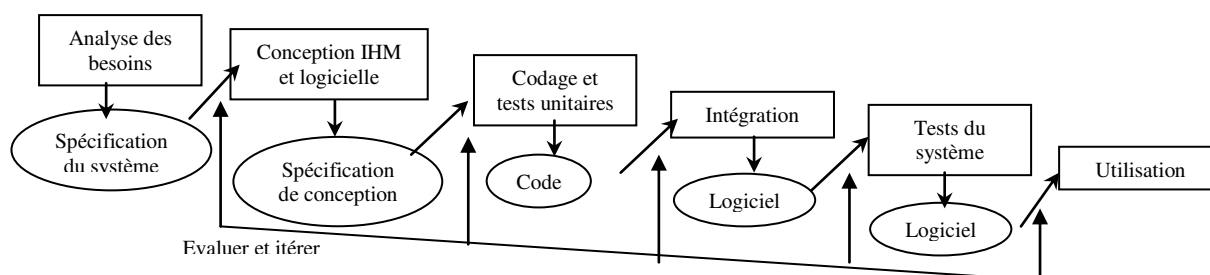 Analyse des
besoins
Spécification
du système
Conception IHM
et logicielle
Spécification
de conception
Codage et
tests unitaires
Code
Intégration
Logiciel
Tests du
système
Logiciel
Utilisation
Evaluer et itérer